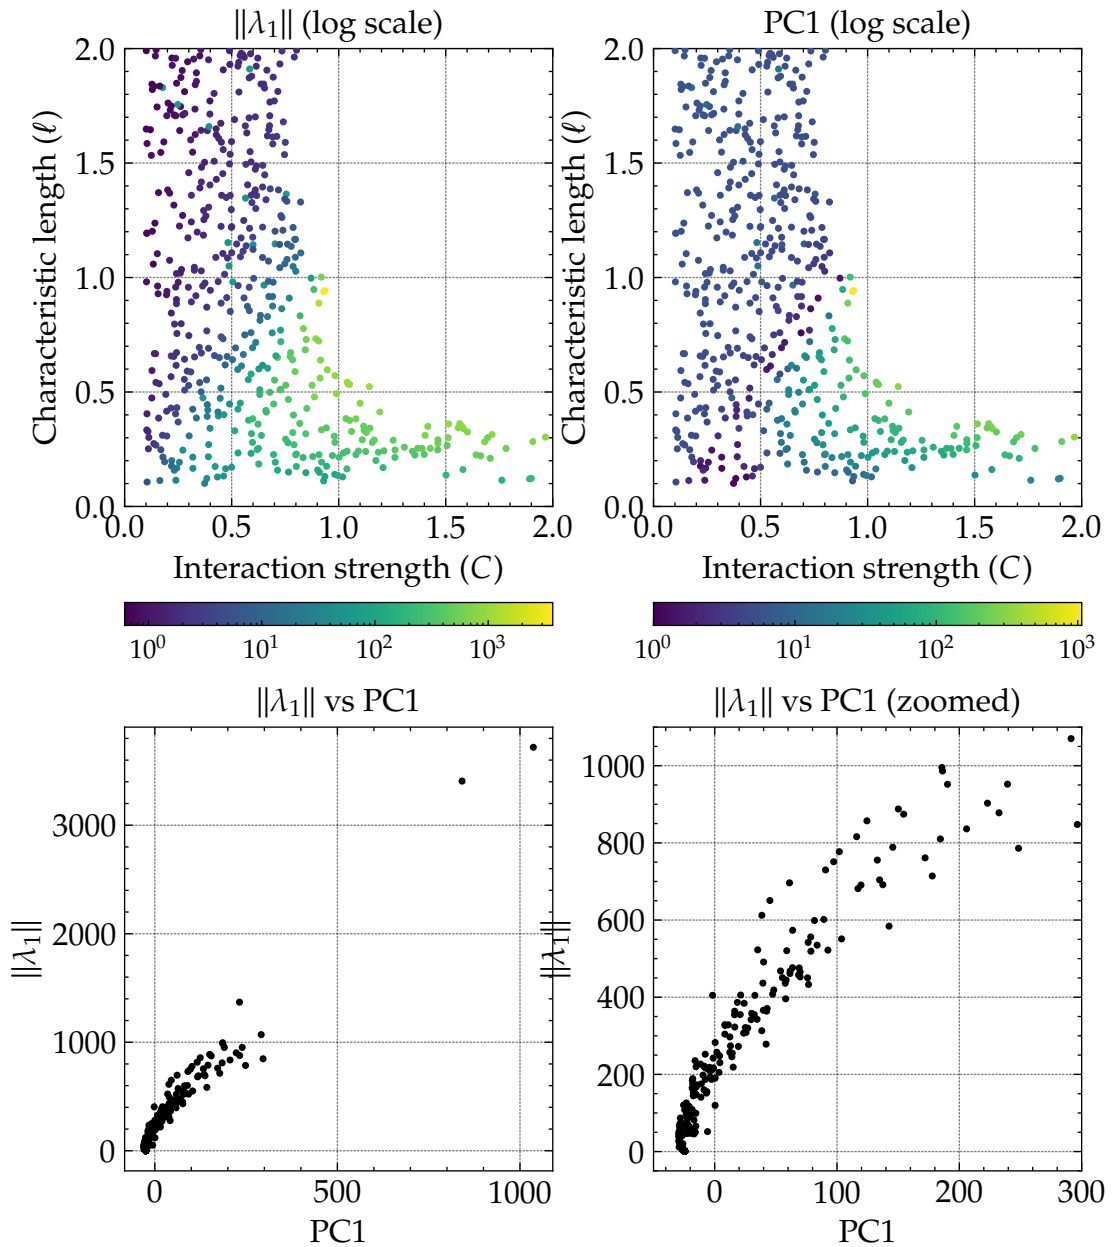 ||λ₁|| (log scale)
PC1 (log scale)
Characteristic length (ℓ)
2.0
1.5
1.0
0.5
0.0
0.0 0.5 1.0 1.5 2.0
Interaction strength (C)
10⁰ 10¹ 10² 10³
Characteristic length (ℓ)
2.0
1.5
1.0
0.5
0.0
0.0 0.5 1.0 1.5 2.0
Interaction strength (C)
10⁰ 10¹ 10² 10³
||λ₁|| vs PC1
||λ₁||
3000
2000
1000
0
0 500 1000
PC1
||λ₁|| vs PC1 (zoomed)
||λ₁||
1000
800
600
400
200
0
0 100 200 300
PC1